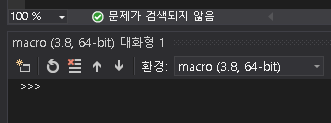 100 % 문제가 검색되지 않음
macro (3.8, 64-bit) 대화형 1
환경: macro (3.8, 64-bit)
>>>